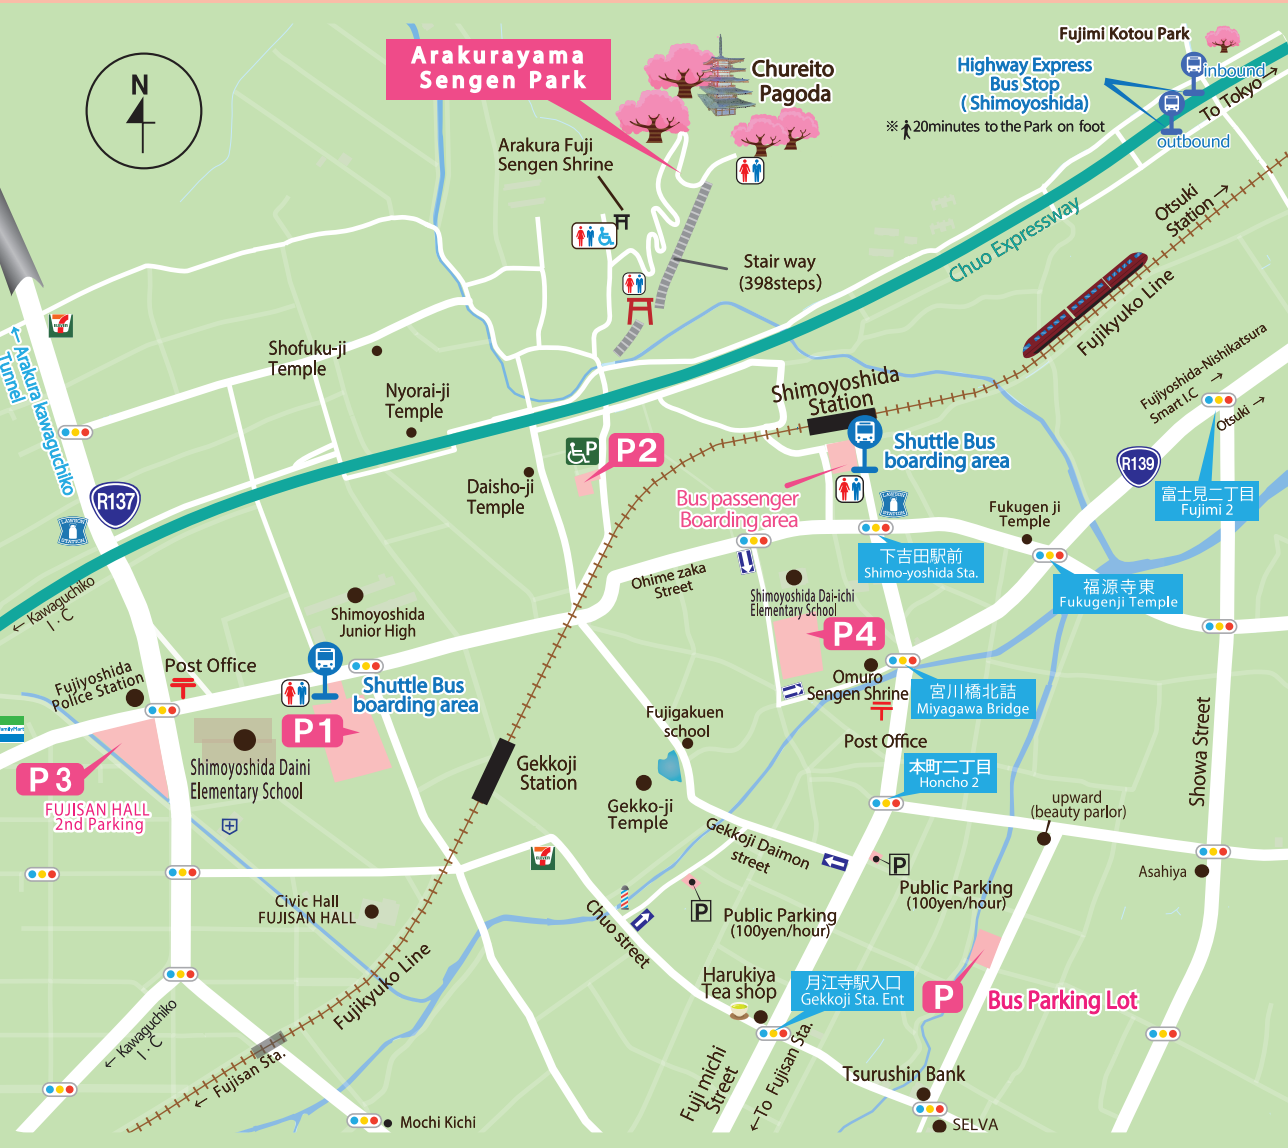 N
Arakurayama
Sengen Park
Chureito
Pagoda
Fujimi Kotou Park
Highway Express
Bus Stop
( Shimoyoshida)
※ 20minutes to the Park on foot
inbound
outbound
To Tokyo →
Arakura Fuji
Sengen Shrine
Stair way
(398steps)
Chuo Expressway
Otsuki
Station →
Fujikyuko Line
7
ELEVEN
← Arakura kawaguchiko
Tunnel
Shofuku-ji
Temple
Nyorai-ji
Temple
Shimoyoshida
Station
Fujiyoshida-Nishikatsura
Smart I.C →
Otsuki →
R139
富士見二丁目
Fujimi 2
R137
LAWSON
STATION
P
P2
Daisho-ji
Temple
Shuttle Bus
boarding area
Bus passenger
Boarding area
LAWSON
STATION
Fukugen ji
Temple
下吉田駅前
Shimo-yoshida Sta.
福源寺東
Fukugenji Temple
← Kawaguchiko
I・C
Ohime zaka
Street
Shimoyoshida Dai-ichi
Elementary School
P4
Shimoyoshida
Junior High
Omuro
Sengen Shrine
宮川橋北詰
Miyagawa Bridge
Fujiyoshida
Police Station
Post Office
Shuttle Bus
boarding area
P1
FamilyMart
P3
FUJISAN HALL
2nd Parking
Shimoyoshida Daini
Elementary School
Fujigakuen
school
Post Office
Gekkoji
Station
Gekko-ji
Temple
本町二丁目
Honcho 2
Showa Street
upward
(beauty parlor)
Gekkoji Daimon
street
7
ELEVEN
P
Public Parking
(100yen/hour)
Asahiya
Civic Hall
FUJISAN HALL
P
Public Parking
(100yen/hour)
Chuo street
Fujikyuko Line
Harukiya
Tea shop
月江寺駅入口
Gekkoji Sta. Ent
P
Bus Parking Lot
← Kawaguchiko
I・C
← Fujisan Sta.
Fuji michi
Street
←To Fujisan Sta.
Tsurushin Bank
Mochi Kichi
SELVA